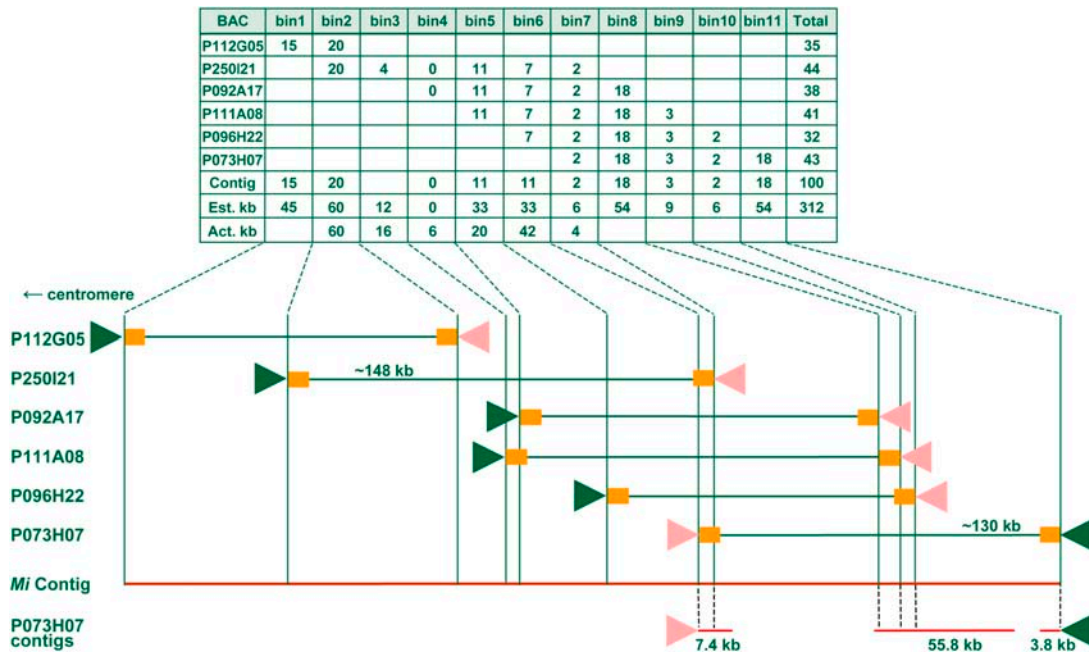 BAC bin1 bin2 bin3 bin4 bin5 bin6 bin7 bin8 bin9 bin10 bin11 Total
P112G05 15 20 35
P250I21 20 4 0 11 7 2 44
P092A17 0 11 7 2 18 38
P111A08 11 7 2 18 3 41
P096H22 7 2 18 3 2 32
P073H07 2 18 3 2 18 43
Contig 15 20 0 11 11 2 18 3 2 18 100
Est. kb 45 60 12 0 33 33 6 54 9 6 54 312
Act. kb 60 16 6 20 42 4
← centromere
P112G05
P250I21 ~148 kb
P092A17
P111A08
P096H22
P073H07 ~130 kb
Mi Contig
P073H07
contigs
7.4 kb 55.8 kb 3.8 kb